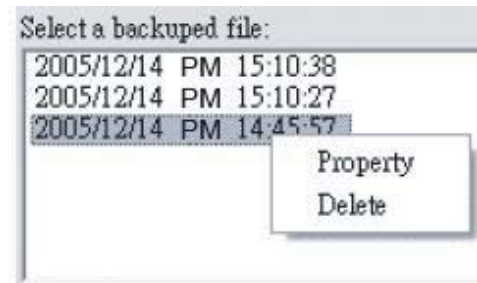 Select a backuped file:
2005/12/14 PM 15:10:38
2005/12/14 PM 15:10:27
2005/12/14 PM 14:45:57
Property
Delete